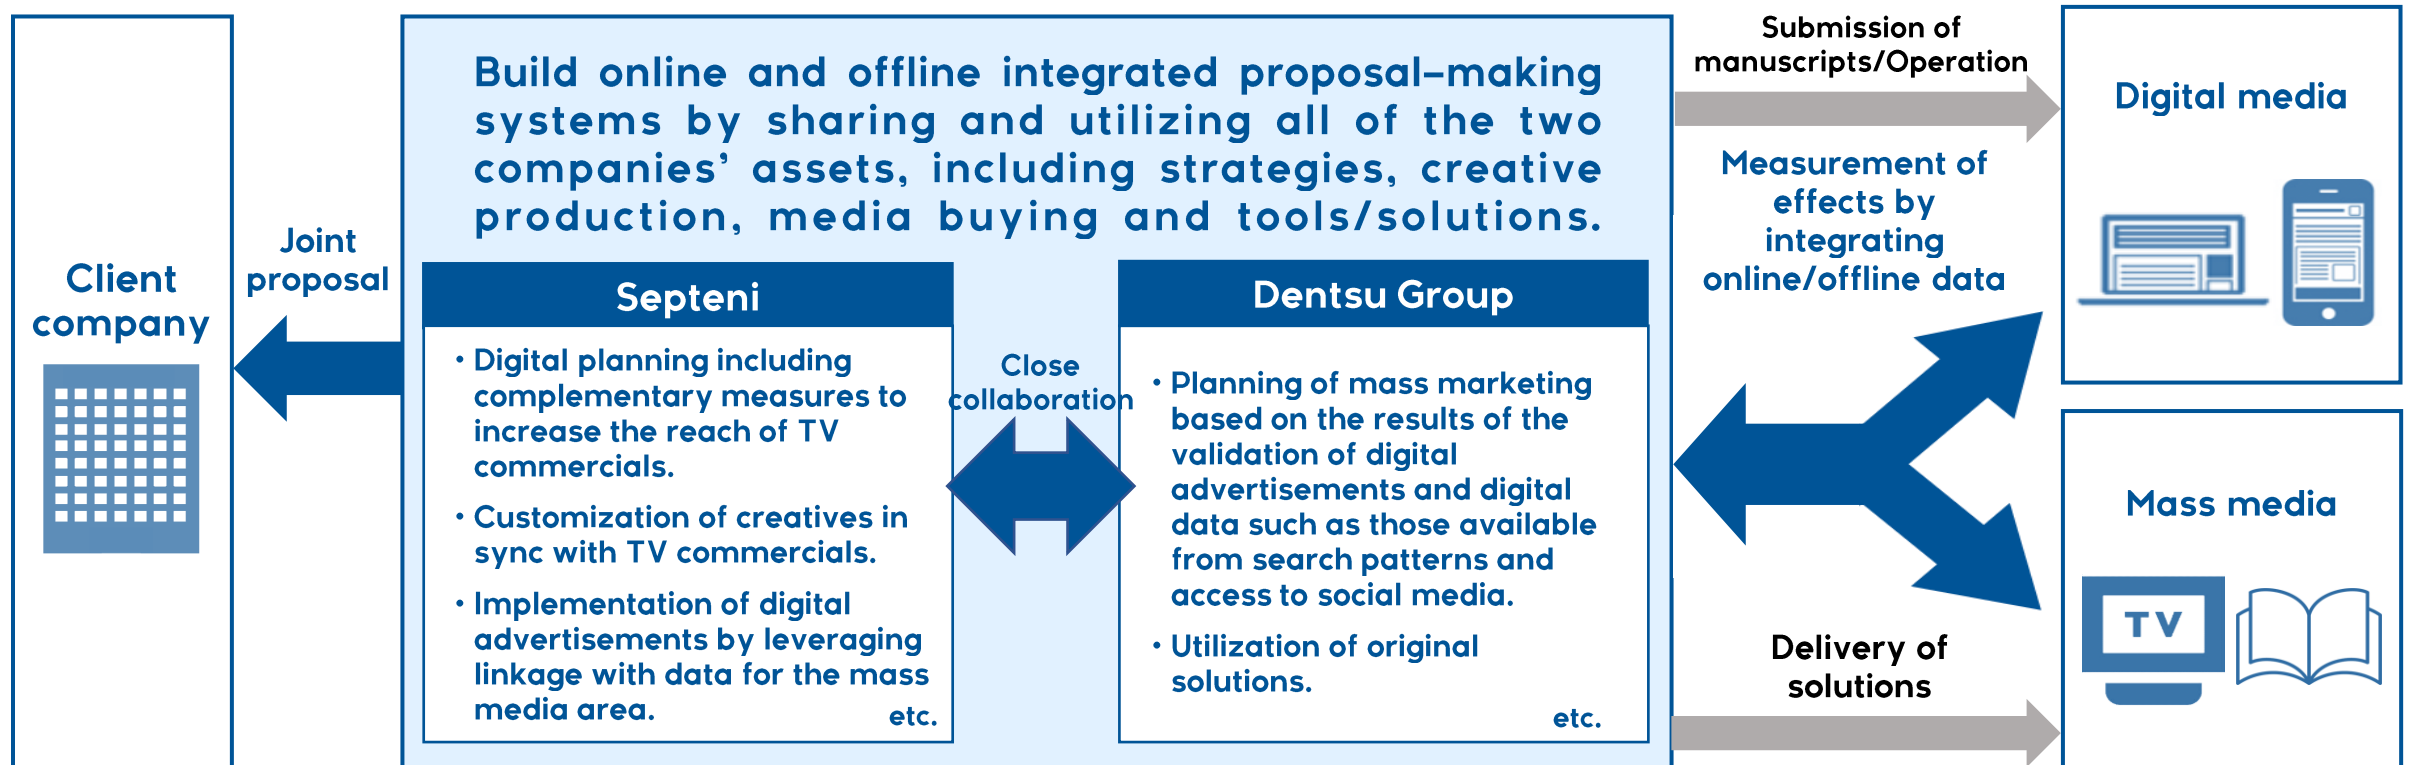 Client
company
Joint
proposal
Build online and offline integrated proposal-making
systems by sharing and utilizing all of the two
companies’ assets, including strategies, creative
production, media buying and tools/solutions.
Septeni
• Digital planning including
complementary measures to
increase the reach of TV
commercials.
• Customization of creatives in
sync with TV commercials.
• Implementation of digital
advertisements by leveraging
linkage with data for the mass
media area.
etc.
Close
collaboration
Dentsu Group
• Planning of mass marketing
based on the results of the
validation of digital
advertisements and digital
data such as those available
from search patterns and
access to social media.
• Utilization of original
solutions.
etc.
Submission of
manuscripts/Operation
Measurement of
effects by
integrating
online/offline data
Delivery of
solutions
Digital media
Mass media
TV